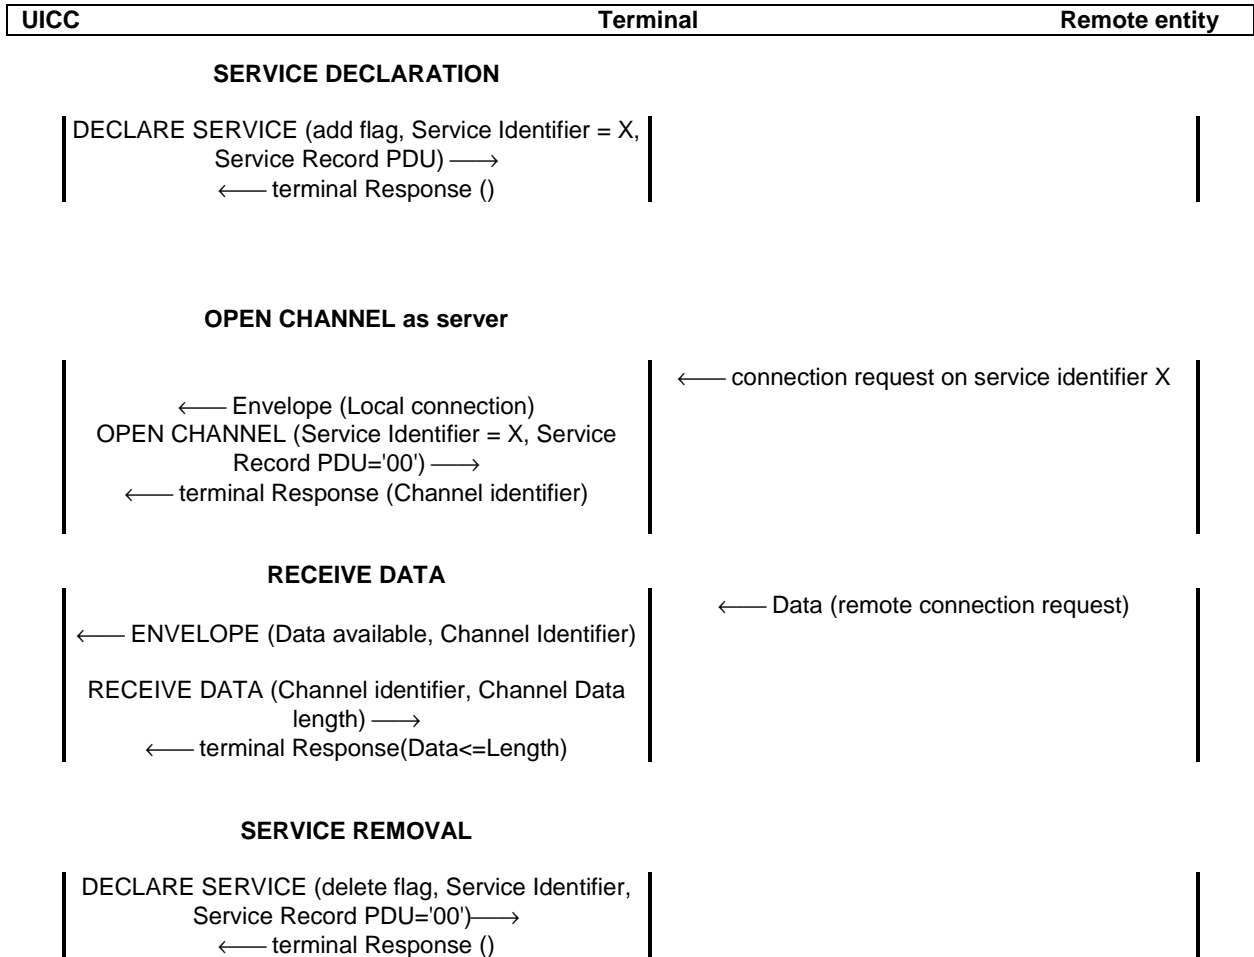 UICC Terminal Remote entity
SERVICE DECLARATION
DECLARE SERVICE (add flag, Service Identifier = X,
Service Record PDU) ⟶
⟵ terminal Response ()
OPEN CHANNEL as server
⟵ connection request on service identifier X
⟵ Envelope (Local connection)
OPEN CHANNEL (Service Identifier = X, Service
Record PDU='00') ⟶
⟵ terminal Response (Channel identifier)
RECEIVE DATA
⟵ Data (remote connection request)
⟵ ENVELOPE (Data available, Channel Identifier)
RECEIVE DATA (Channel identifier, Channel Data
length) ⟶
⟵ terminal Response(Data<=Length)
SERVICE REMOVAL
DECLARE SERVICE (delete flag, Service Identifier,
Service Record PDU='00')⟶
⟵ terminal Response ()